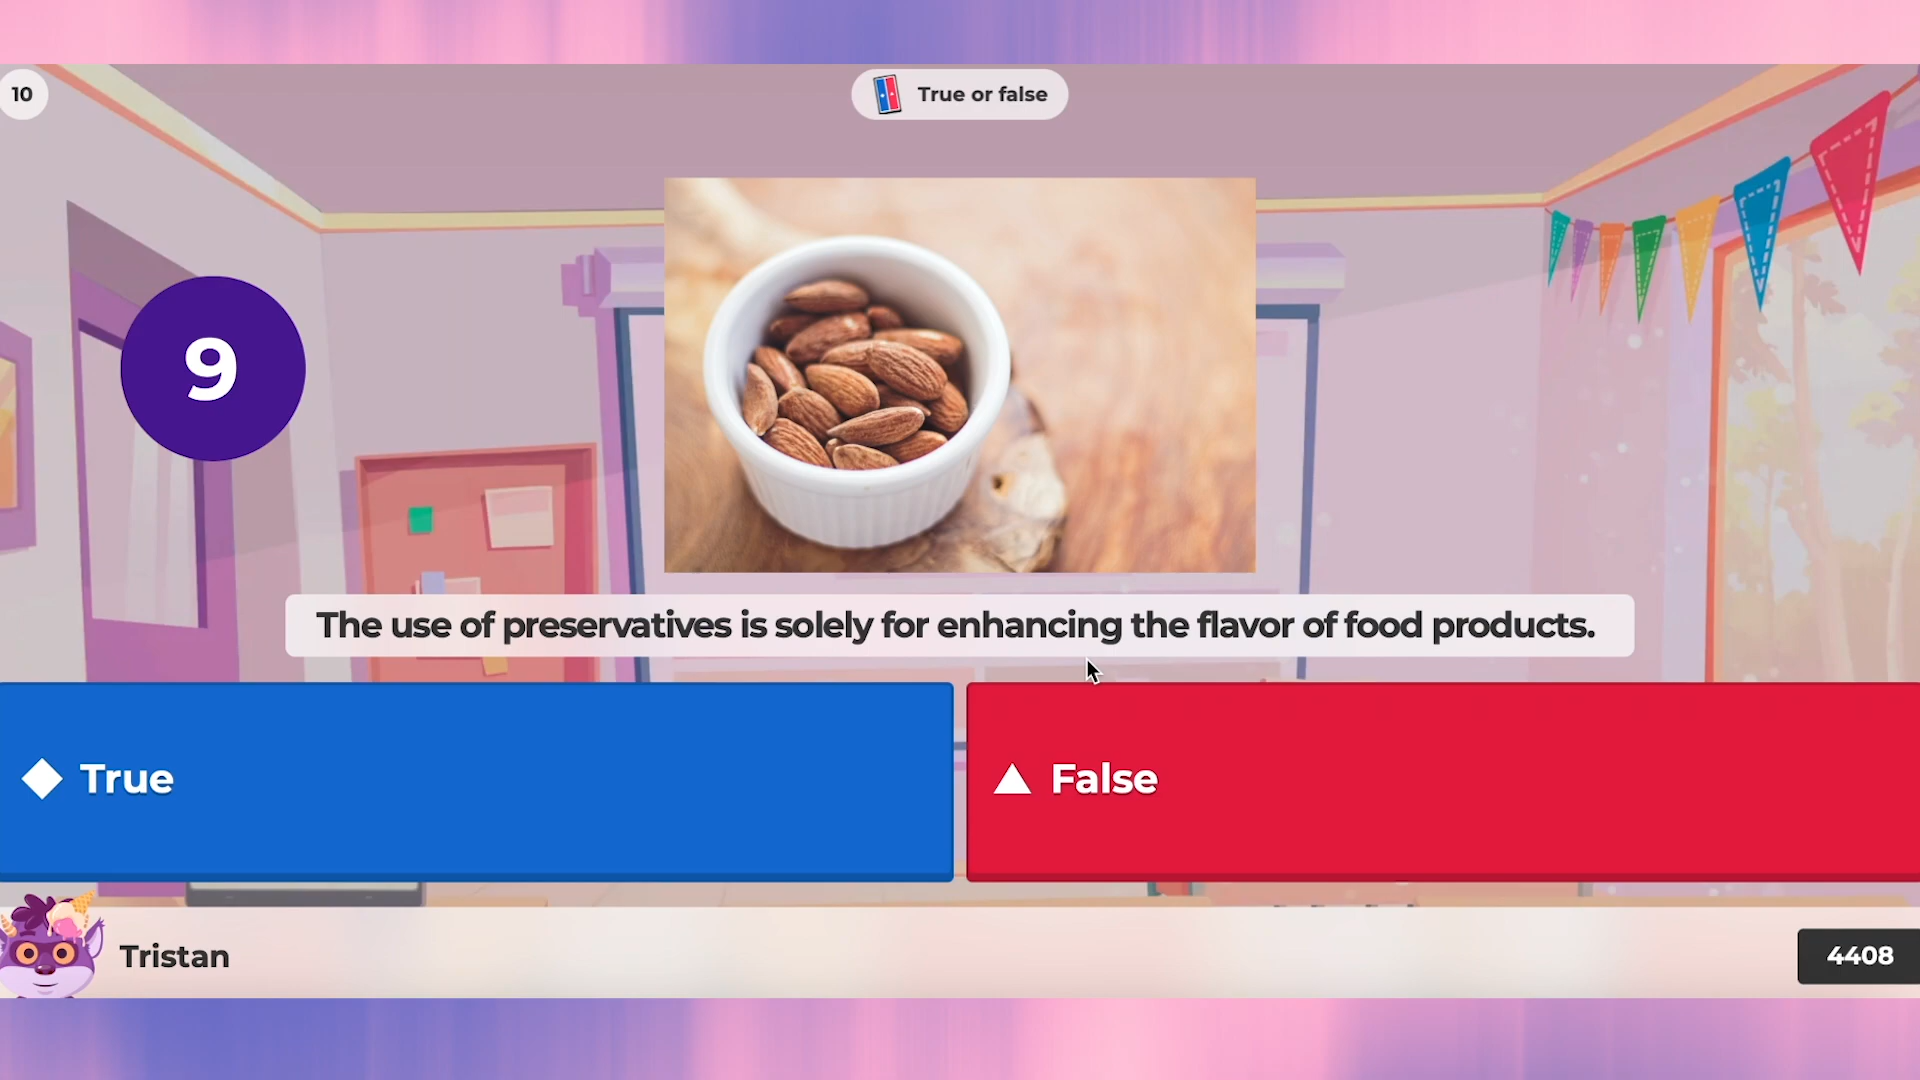 10
True or false
9
The use of preservatives is solely for enhancing the flavor of food products.
True
False
Tristan
4408